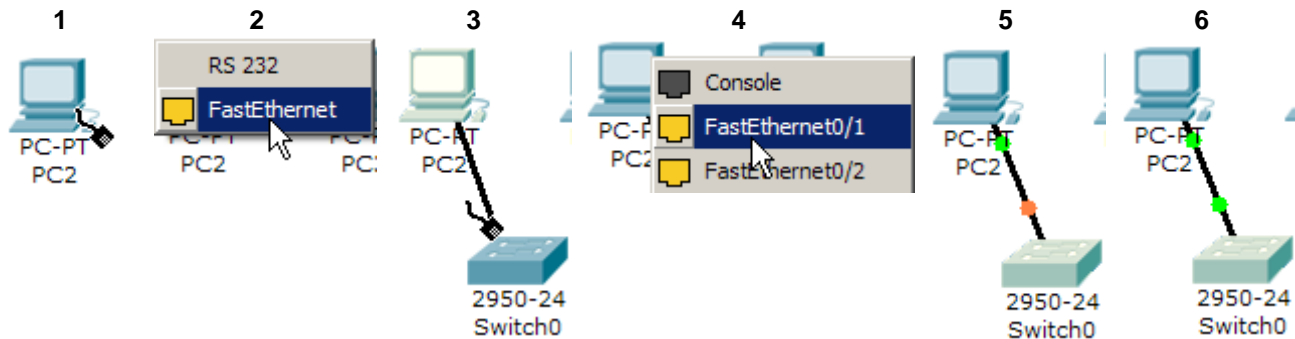 1
2
3
4
5
6
PC-PT
PC2
RS 232
FastEthernet
PC2
PC-PT
PC2
2950-24
Switch0
Console
FastEthernet0/1
FastEthernet0/2
PC-PT
PC2
2950-24
Switch0
PC-PT
PC2
2950-24
Switch0